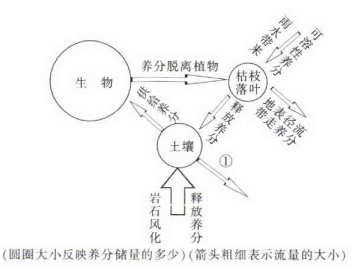 可溶性养分
雨水带来
养分脱离植物
生物
枯枝
落叶
地表径流
带走养分
释放养分
供给养分
土壤
①
岩石风化
释放养分
(圆圈大小反映养分储量的多少)(箭头粗细表示流量的大小)